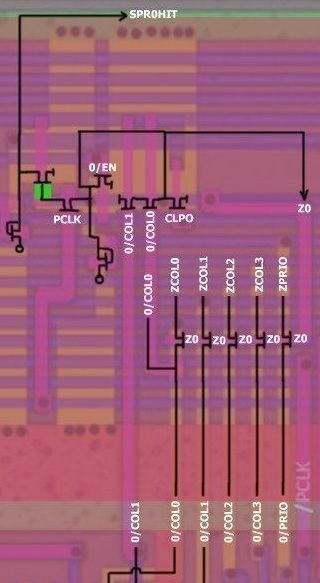 SPR0HIT
0/EN
PCLK
0/COL1
0/COL0
CLPO
Z0
0/COL0
ZCOL0
ZCOL1
ZCOL2
ZCOL3
ZPRIO
Z0
Z0
Z0
Z0
Z0
/PCLK
0/COL1
0/COL0
0/COL1
0/COL2
0/COL3
0/PRIO